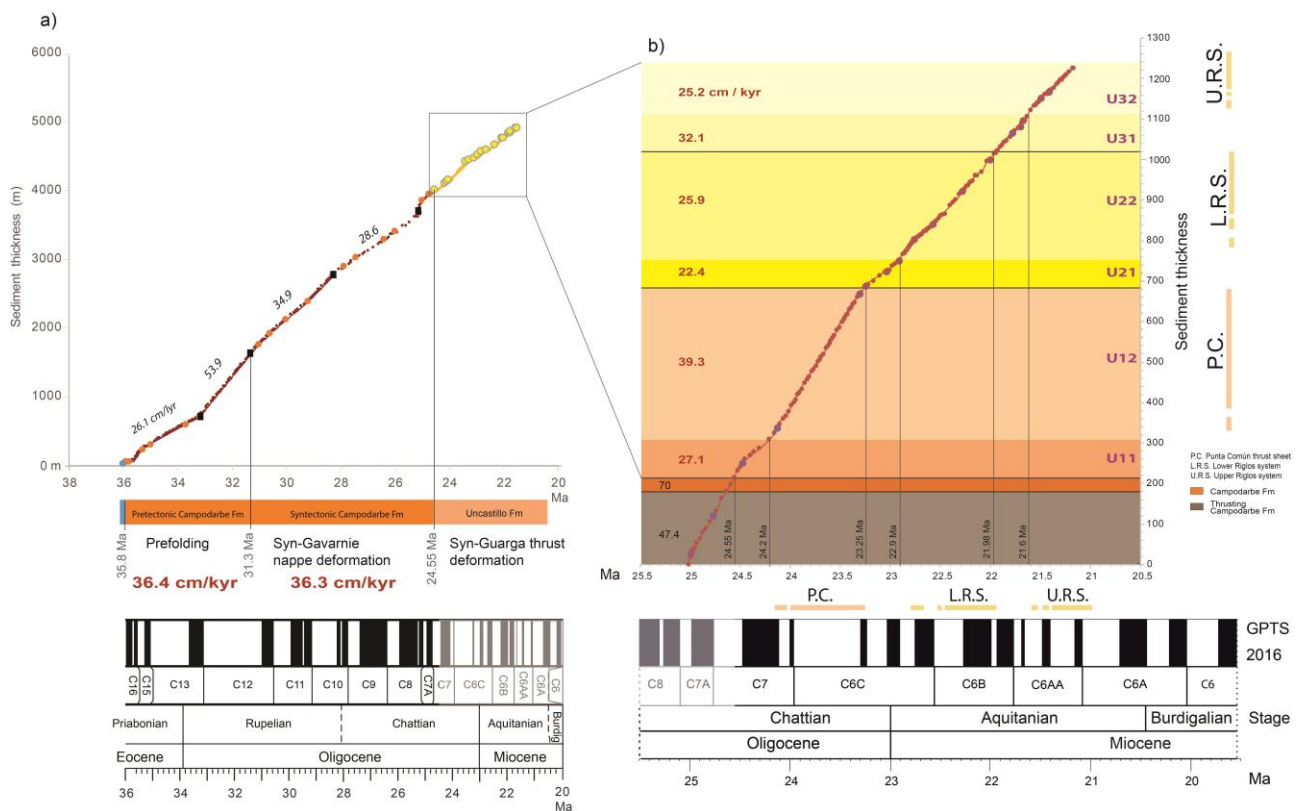 a)
6000
5000
4000
3000
2000
1000
0 m
Sediment thickness (m)
26.1 cm/lyr
53.9
34.9
28.6
38
36
34
32
30
28
26
24
22
20
Ma
Pretectonic Campodarbe Fm
Syntectonic Campodarbe Fm
Uncastillo Fm
35.8 Ma
Prefolding
31.3 Ma
Syn-Gavarnie
nappe deformation
24.55 Ma
Syn-Guarga thrust
deformation
36.4 cm/kyr
36.3 cm/kyr
b)
25.2 cm / kyr
32.1
25.9
22.4
39.3
27.1
70
47.4
U32
U31
U22
U21
U12
U11
24.55 Ma
24.2 Ma
23.25 Ma
22.9 Ma
21.98 Ma
21.6 Ma
1300
1200
1100
1000
900
800
700
600
500
400
300
200
100
0
Sediment thickness
U.R.S.
L.R.S.
P.C.
P.C. Punta Común thrust sheet
L.R.S. Lower Riglos system
U.R.S. Upper Riglos system
Campodarbe Fm
Thrusting
Campodarbe Fm
Ma
25.5
25
24.5
24
23.5
23
22.5
22
21.5
21
20.5
P.C.
L.R.S.
U.R.S.
C16
C15
C13
C12
C11
C10
C9
C8
C7A
C7
C6C
C6B
C6AA
C6A
C6
Priabonian
Rupelian
Chattian
Aquitanian
Burdig
Eocene
Oligocene
Miocene
36
34
32
30
28
26
24
22
20
Ma
GPTS
2016
C8
C7A
C7
C6C
C6B
C6AA
C6A
C6
Chattian
Aquitanian
Burdigalian
Stage
Oligocene
Miocene
25
24
23
22
21
20
Ma